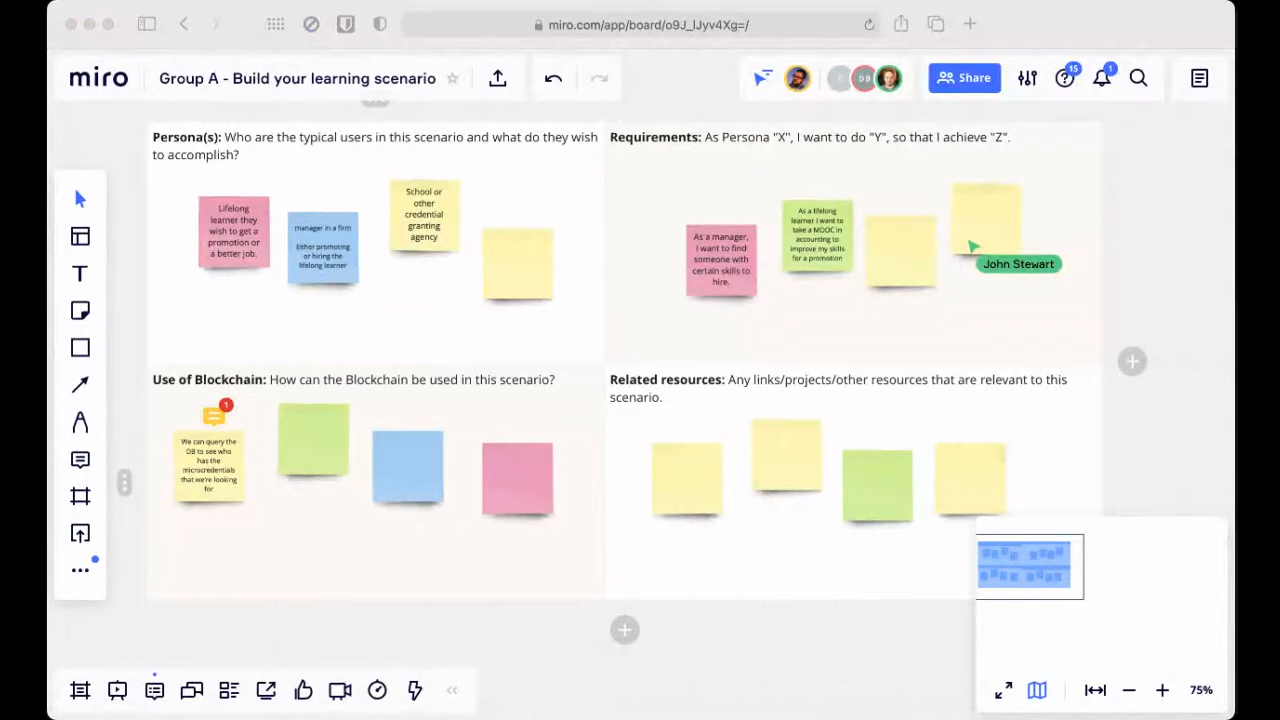 miro.com/app/board/o9J_lJyv4Xg=/
miro
Group A - Build your learning scenario
DB
Share
15
1
Persona(s): Who are the typical users in this scenario and what do they wish
to accomplish?
Lifelong
learner they
wish to get a
promotion or
a better job.
manager in a firm
Either promoting
or hiring the
lifelong learner
School or
other
credential
granting
agency
Requirements: As Persona "X", I want to do "Y", so that I achieve "Z".
As a manager,
I want to find
someone with
certain skills to
hire.
As a lifelong
learner I want to
take a MOOC in
accounting to
improve my skills
for a promotion
John Stewart
Use of Blockchain: How can the Blockchain be used in this scenario?
1
We can query the
DB to see who
has the
microcredentials
that we're looking
for
Related resources: Any links/projects/other resources that are relevant to this
scenario.
75%